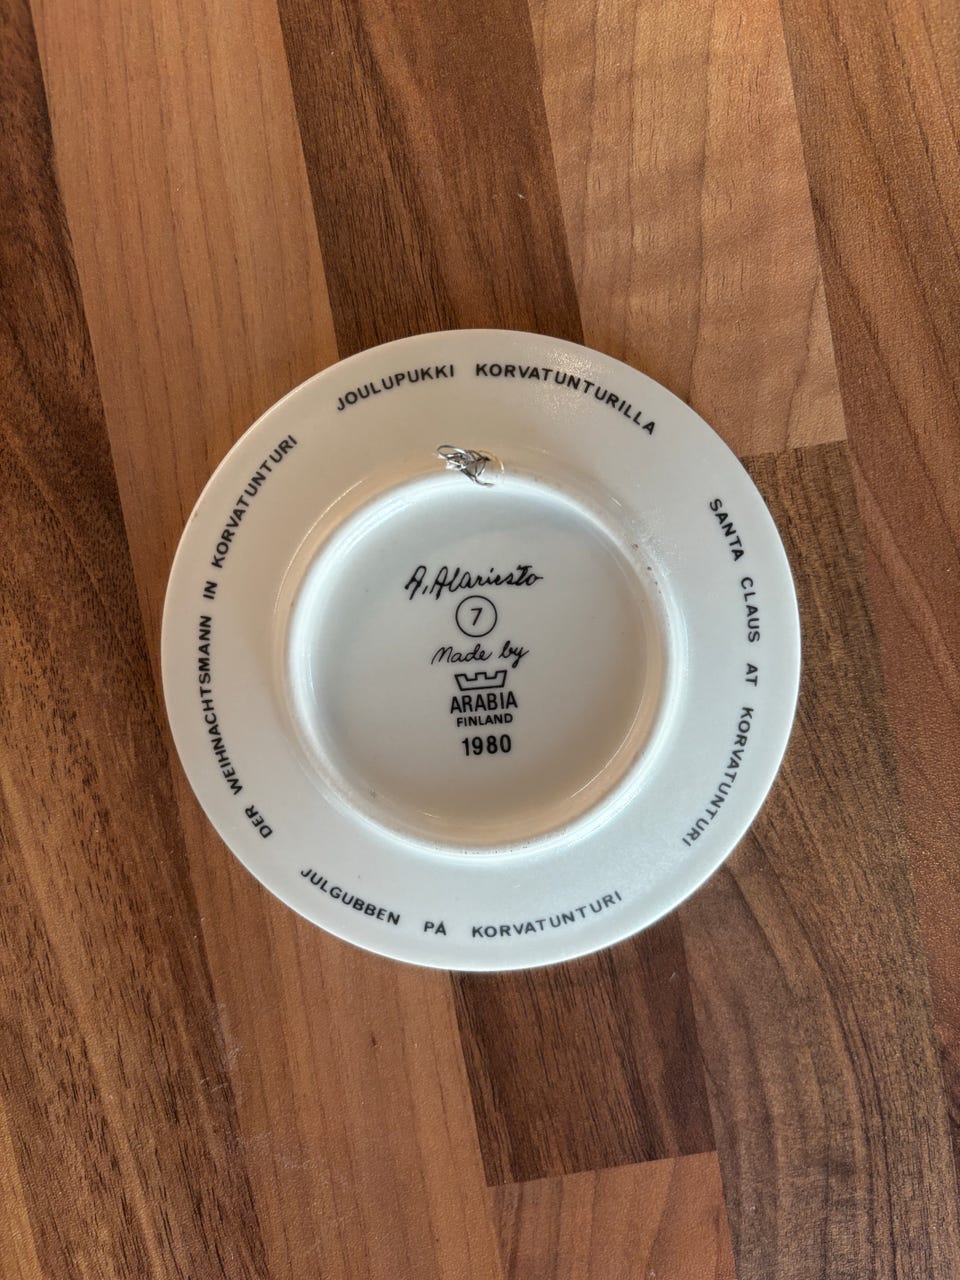 JOULUPUKKI KORVATUNTURILLA
SANTA CLAUS AT KORVATUNTURI
JULGUBBEN PÅ KORVATUNTURI
DER WEIHNACHTSMANN IN KORVATUNTURI
A. Alariesto
7
Made by
ARABIA
FINLAND
1980